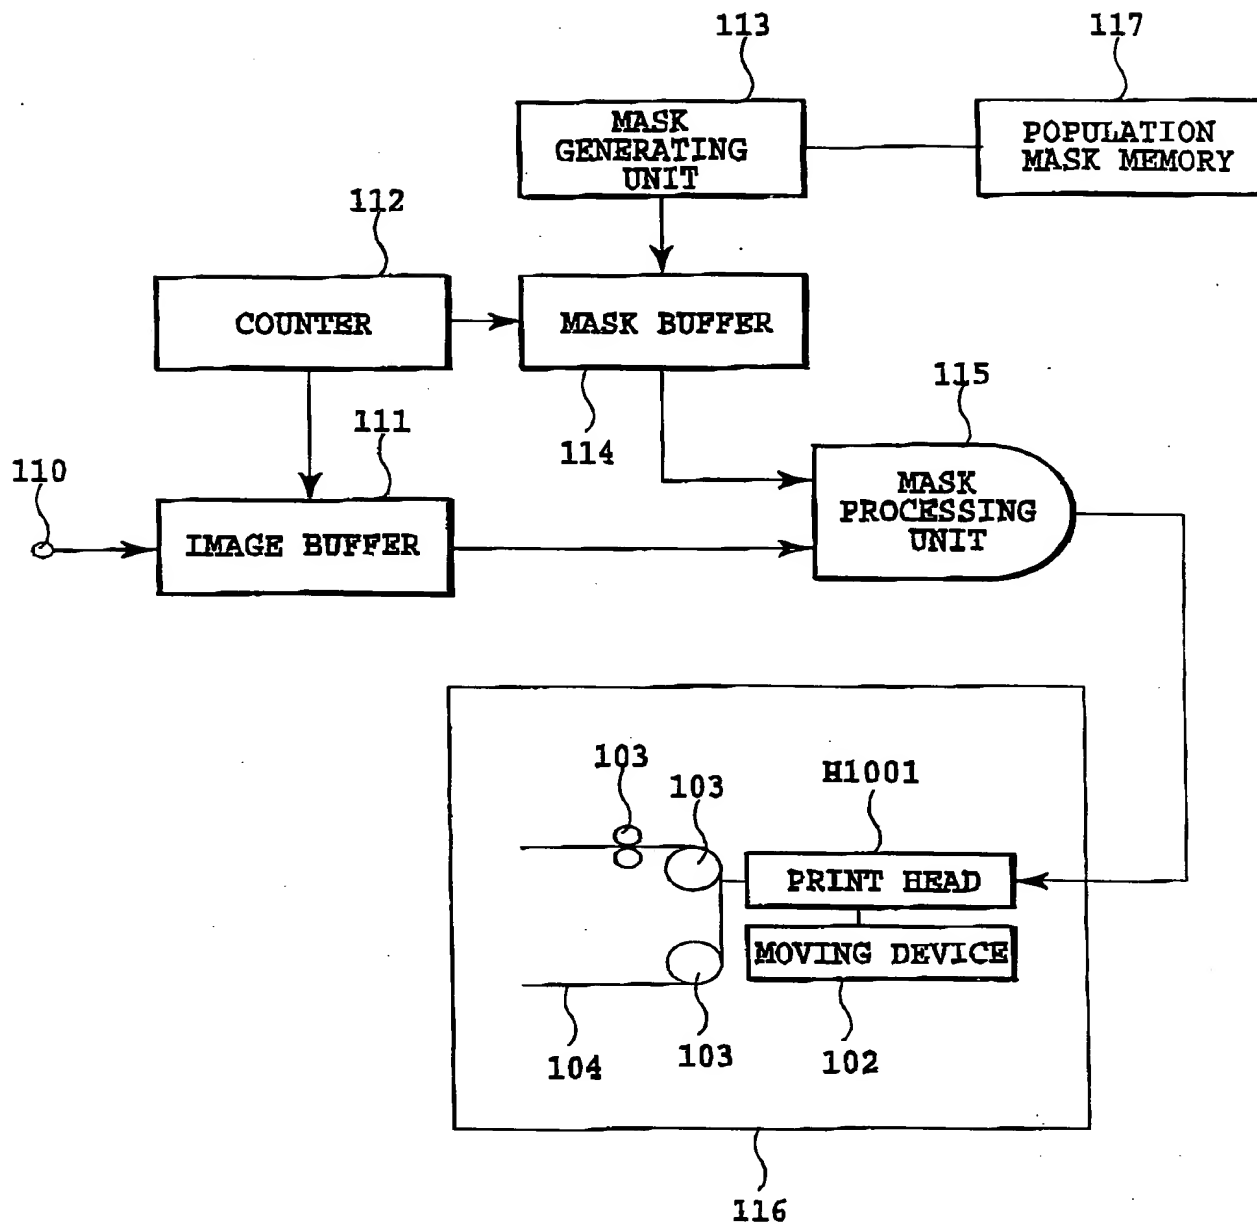 113
117
MASK
GENERATING
UNIT
POPULATION
MASK MEMORY
112
COUNTER
MASK BUFFER
115
111
114
110
MASK
PROCESSING
UNIT
IMAGE BUFFER
103
103
H1001
PRINT HEAD
MOVING DEVICE
104
103
102
116